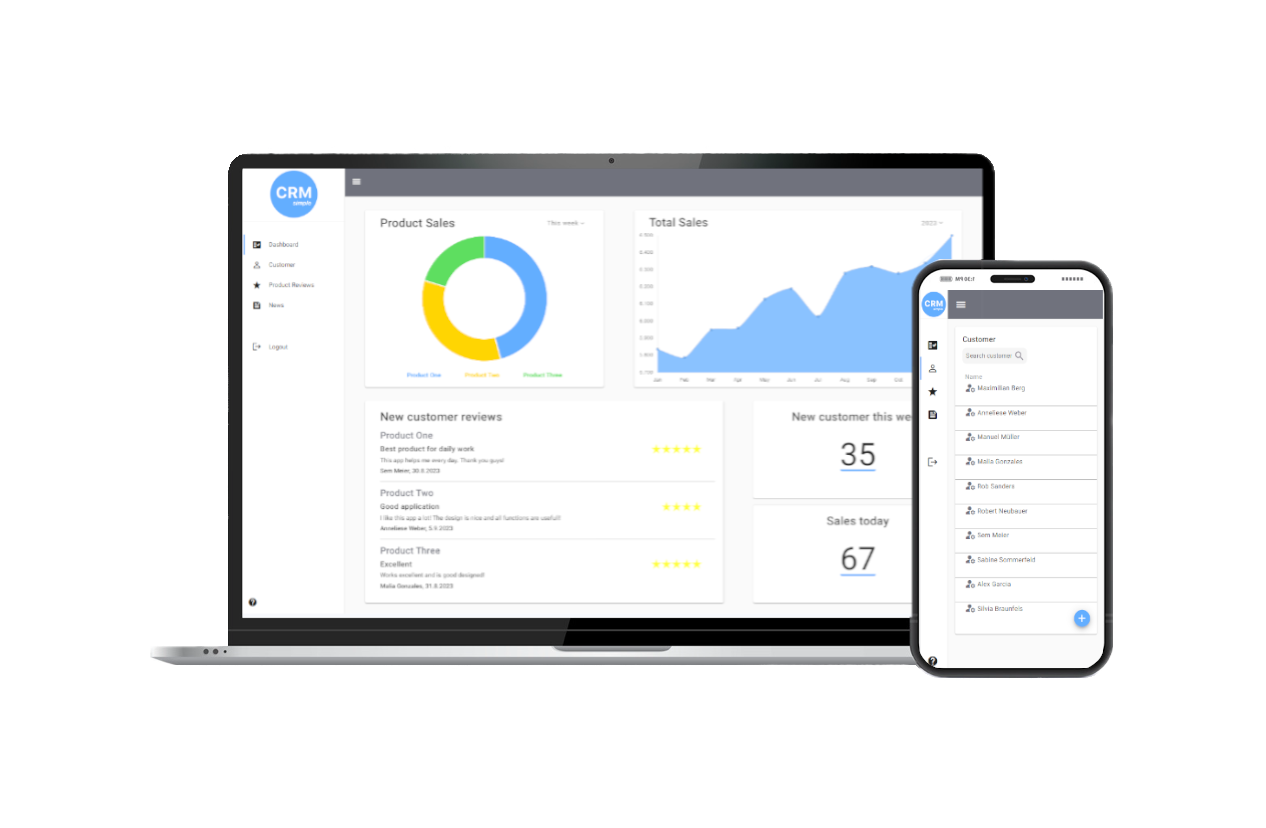 CRM
simple
Dashboard
Customer
Product Reviews
News
Logout
Product Sales
This week
Product One
Product Two
Product Three
Total Sales
2023
Jan Feb Mar Apr May Jun Jul Aug Sep Oct
New customer reviews
Product One
Best product for daily work
This app helps me every day. Thank you guys!
Sem Meier, 30.8.2023
Product Two
Good application
I like this app a lot! The design is nice and all functions are usefull!
Anneliese Weber, 5.9.2023
Product Three
Excellent
Works excellent and is good designed!
Malia Gonzales, 31.8.2023
New customer this we
35
Sales today
67
CRM
Customer
Search customer
Name
Maximilian Berg
Anneliese Weber
Manuel Müller
Malia Gonzales
Rob Sanders
Robert Neubauer
Sem Meier
Sabine Sommerfeld
Alex Garcia
Silvia Braunfels